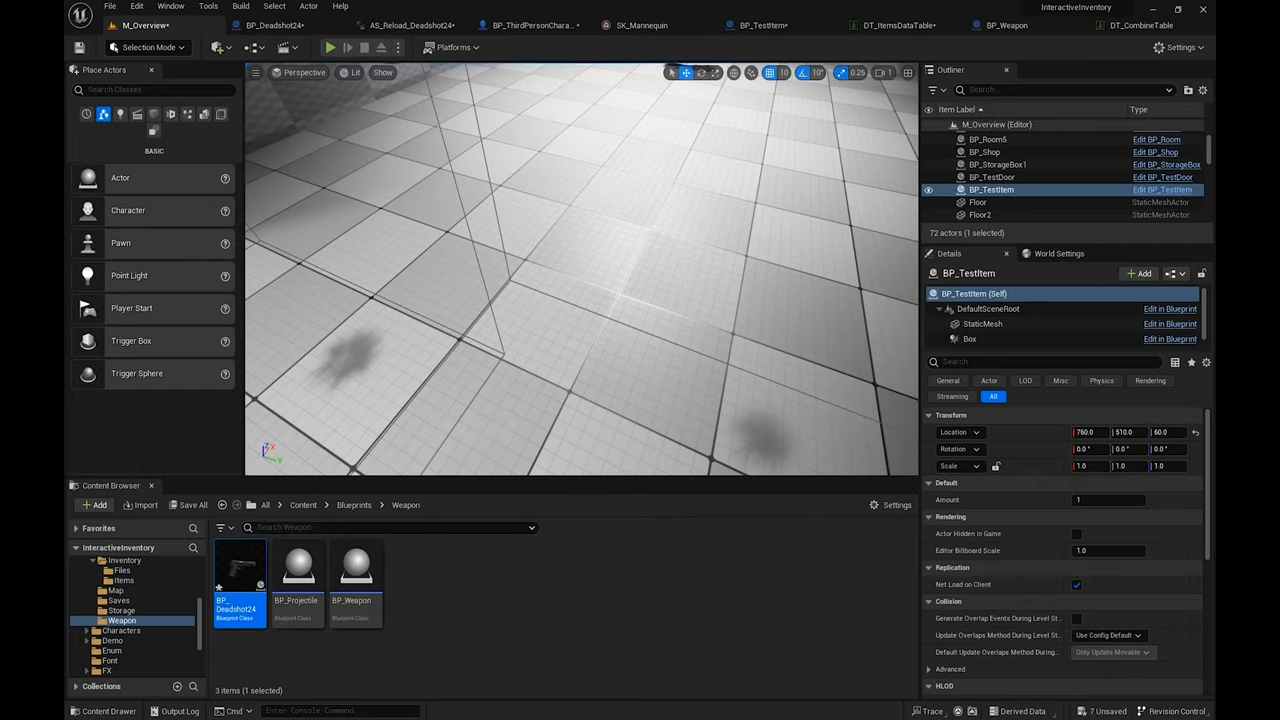 File Edit Window Tools Build Select Actor Help
InteractiveInventory
M_Overview*
BP_Deadshot24*
AS_Reload_Deadshot24*
BP_ThirdPersonChara...
SK_Mannequin
BP_TestItem*
DT_ItemsDataTable*
BP_Weapon
DT_CombineTable
Selection Mode
Platforms
Settings
Place Actors
Search Classes
BASIC
Actor
Character
Pawn
Point Light
Player Start
Trigger Box
Trigger Sphere
Perspective
Lit
Show
10
10°
0.25
1
Outliner
Search...
Item Label
Type
M_Overview (Editor)
BP_Room5 Edit BP_Room
BP_Shop Edit BP_Shop
BP_StorageBox1 Edit BP_StorageBox
BP_TestDoor Edit BP_TestDoor
BP_TestItem Edit BP_TestItem
Floor StaticMeshActor
Floor2 StaticMeshActor
72 actors (1 selected)
Details
World Settings
BP_TestItem
Add
BP_TestItem (Self)
DefaultSceneRoot Edit in Blueprint
StaticMesh Edit in Blueprint
Box Edit in Blueprint
Search
General Actor LOD Misc Physics Rendering
Streaming All
Transform
Location 760.0 510.0 60.0
Rotation 0.0° 0.0° 0.0°
Scale 1.0 1.0 1.0
Default
Amount 1
Rendering
Actor Hidden in Game
Editor Billboard Scale 1.0
Replication
Net Load on Client
Collision
Generate Overlap Events During Level St
Update Overlaps Method During Level St Use Config Default
Default Update Overlaps Method During... Only Update Movable
Advanced
HLOD
Content Browser
Add
Import
Save All
All
Content
Blueprints
Weapon
Settings
Favorites
Search Weapon
InteractiveInventory
Inventory
Files
Items
Map
Saves
Storage
Weapon
Characters
Demo
Enum
Font
FX
Collections
BP_
Deadshot24
Blueprint Class
BP_Projectile
Blueprint Class
BP_Weapon
Blueprint Class
3 items (1 selected)
Content Drawer
Output Log
Cmd
Enter Console Command
Trace
Derived Data
7 Unsaved
Revision Control